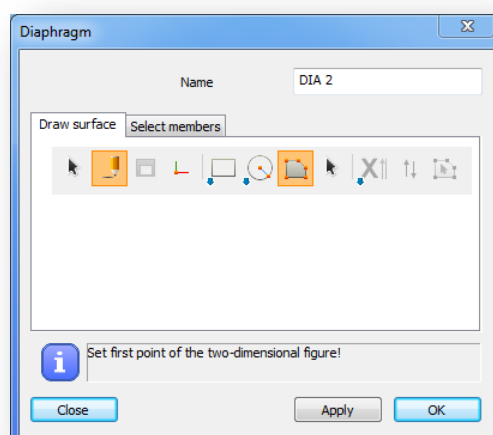 Diaphragm
Name DIA 2
Draw surface Select members
Set first point of the two-dimensional figure!
Close Apply OK